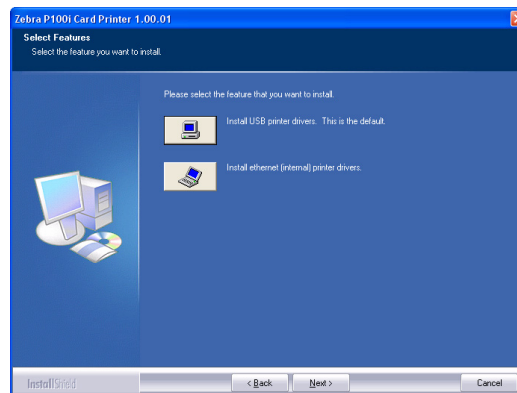 Zebra P100i Card Printer 1.00.01
Select Features
Select the feature you want to install.
Please select the feature that you want to install.
Install USB printer drivers. This is the default.
Install ethernet (internal) printer drivers.
InstallShield
< Back
Next >
Cancel